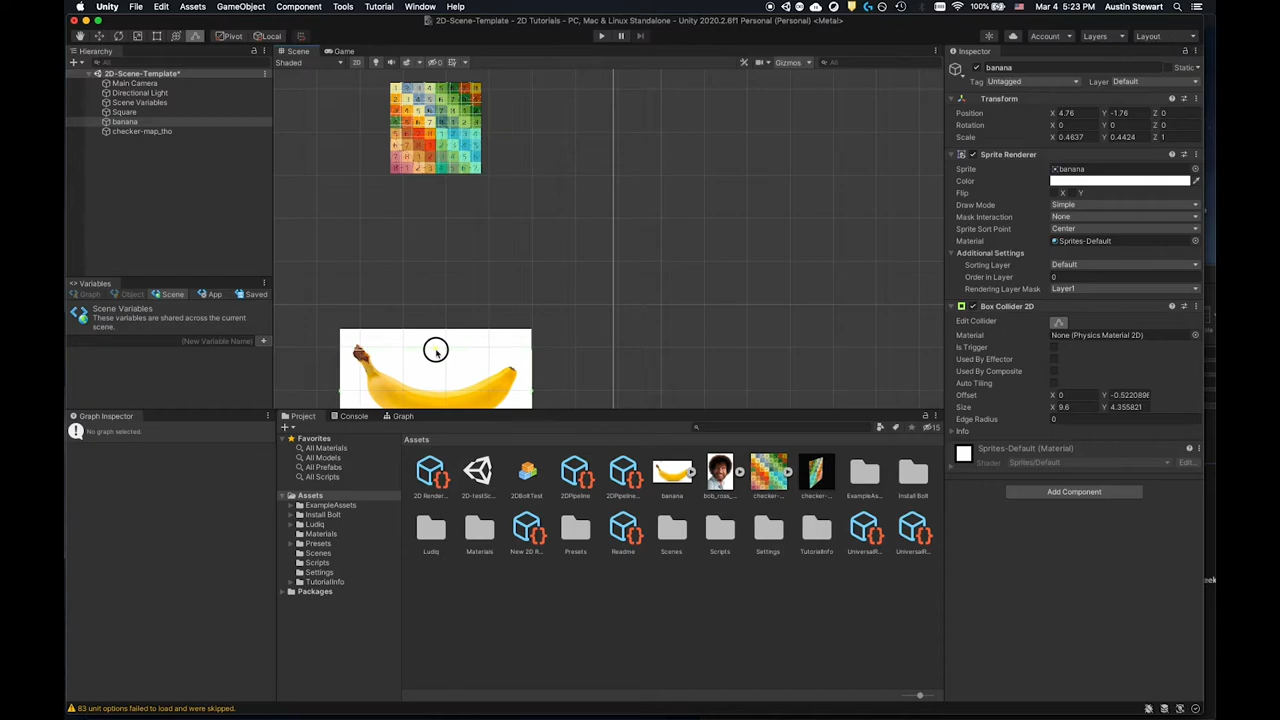 Unity File Edit Assets GameObject Component Tools Jobs Window Help 100% Mar 4 5:23 PM Austin Stewart
2D-Scene-Template - 2D Tutorials - PC, Mac & Linux Standalone - Unity 2020.2.6f1 Personal (Personal) <Metal>
Pivot Local Account Layers Layout
Hierarchy
All
2D-Scene-Template*
Main Camera
Directional Light
Scene Variables
Square
banana
checker-map_tho
Variables
Graph Object Scene App Saved
Scene Variables
These variables are shared across the current
scene.
(New Variable Name)
Graph Inspector
No graph selected.
Scene Game
Shaded 2D 0 Gizmos All
Project Console Graph
15
Favorites
All Materials
All Models
All Prefabs
All Scripts
Assets
ExampleAssets
Install Bolt
Ludiq
Materials
Presets
Scenes
Scripts
Settings
TutorialInfo
Packages
Assets
2D Render... 2D-testSc... 2DBoltTest 2DPipeline 2DPipeline... banana bob_ross_... checker-... checker-... ExampleAs... Install Bolt
Ludiq Materials New 2D R... Presets Readme Scenes Scripts Settings TutorialInfo UniversalR... UniversalR...
Inspector
banana Static
Tag Untagged Layer Default
Transform
Position X 4.76 Y -1.76 Z 0
Rotation X 0 Y 0 Z 0
Scale X 0.4637 Y 0.4424 Z 1
Sprite Renderer
Sprite banana
Color
Flip X Y
Draw Mode Simple
Mask Interaction None
Sprite Sort Point Center
Material Sprites-Default
Additional Settings
Sorting Layer Default
Order in Layer 0
Rendering Layer Mask Layer1
Box Collider 2D
Edit Collider
Material None (Physics Material 2D)
Is Trigger
Used By Effector
Used By Composite
Auto Tiling
Offset X 0 Y -0.5220898
Size X 9.6 Y 4.355821
Edge Radius 0
Info
Sprites-Default (Material)
Shader Sprites/Default Edit...
Add Component
83 unit options failed to load and were skipped.